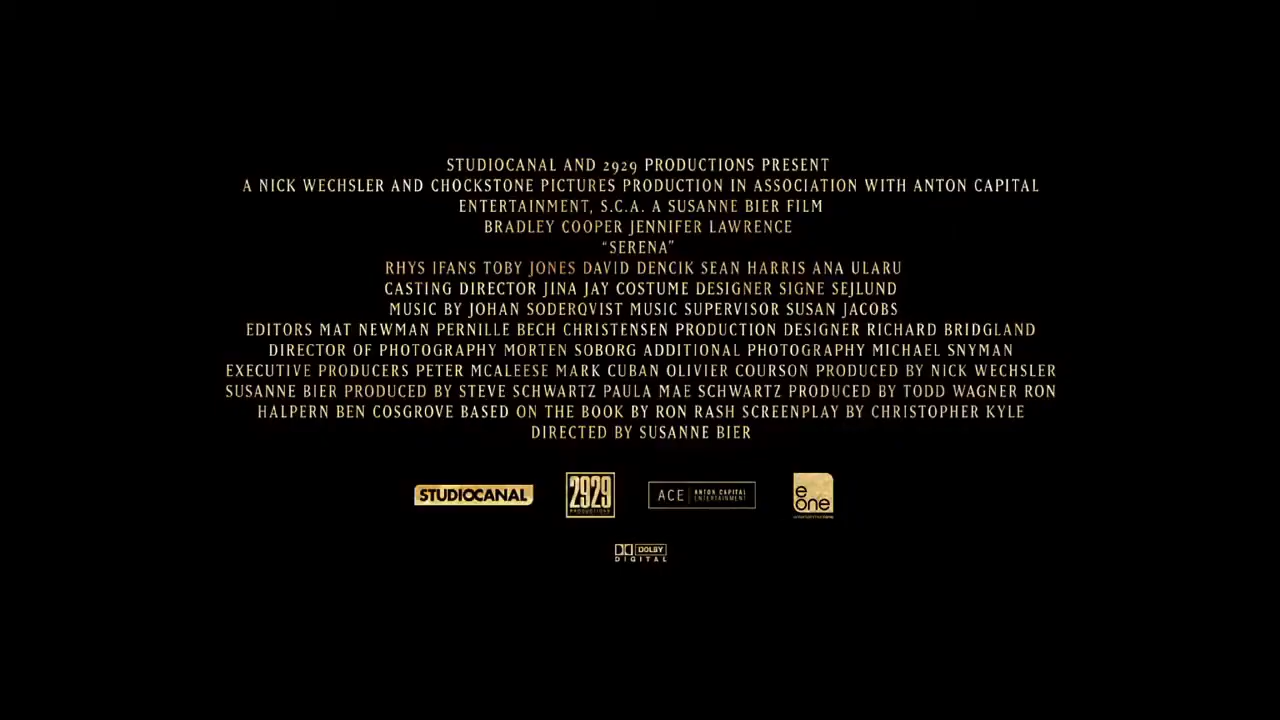 STUDIOCANAL AND 2929 PRODUCTIONS PRESENT
A NICK WECHSLER AND CHOCKSTONE PICTURES PRODUCTION IN ASSOCIATION WITH ANTON CAPITAL
ENTERTAINMENT, S.C.A. A SUSANNE BIER FILM
BRADLEY COOPER JENNIFER LAWRENCE
"SERENA"
RHYS IFANS TOBY JONES DAVID DENCIK SEAN HARRIS ANA ULARU
CASTING DIRECTOR JINA JAY COSTUME DESIGNER SIGNE SEJLUND
MUSIC BY JOHAN SODERQVIST MUSIC SUPERVISOR SUSAN JACOBS
EDITORS MAT NEWMAN PERNILLE BECH CHRISTENSEN PRODUCTION DESIGNER RICHARD BRIDGLAND
DIRECTOR OF PHOTOGRAPHY MORTEN SOBORG ADDITIONAL PHOTOGRAPHY MICHAEL SNYMAN
EXECUTIVE PRODUCERS PETER MCALEESE MARK CUBAN OLIVIER COURSON PRODUCED BY NICK WECHSLER
SUSANNE BIER PRODUCED BY STEVE SCHWARTZ PAULA MAE SCHWARTZ PRODUCED BY TODD WAGNER RON
HALPERN BEN COSGROVE BASED ON THE BOOK BY RON RASH SCREENPLAY BY CHRISTOPHER KYLE
DIRECTED BY SUSANNE BIER
STUDIOCANAL
2929
PRODUCTIONS
ACE
ANTON CAPITAL
ENTERTAINMENT
e
one
DOLBY
DIGITAL